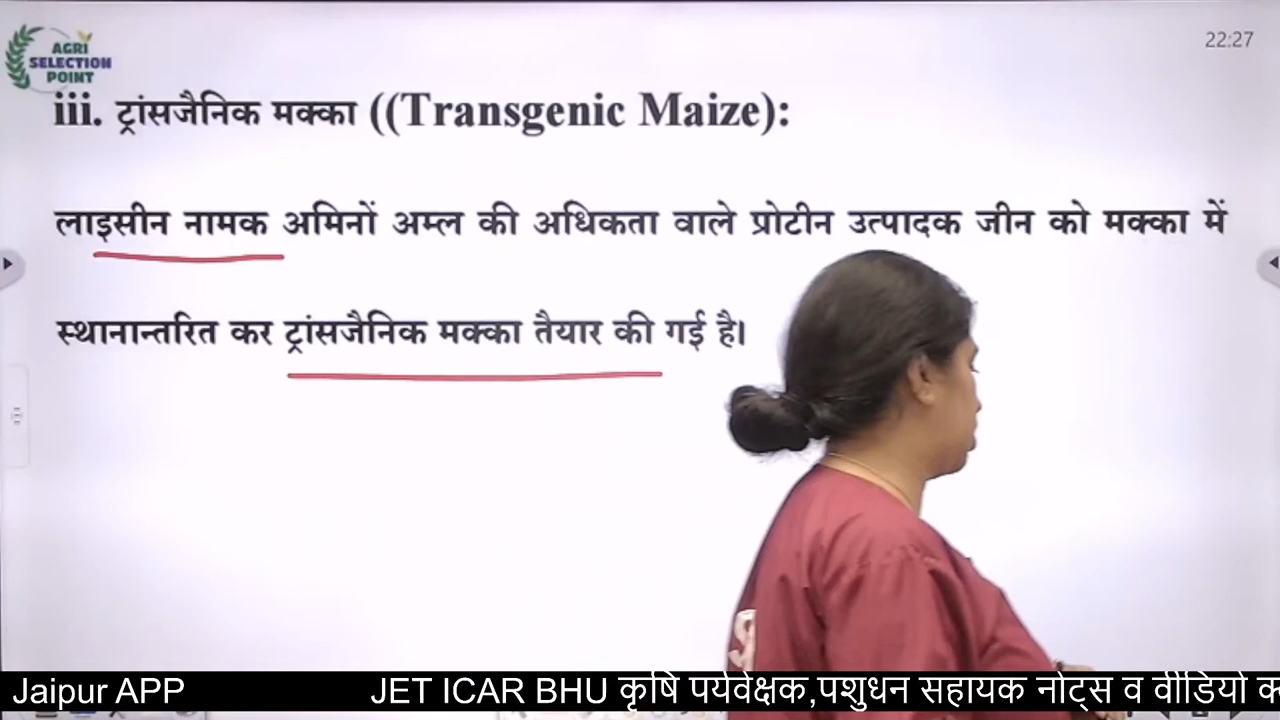 AGRI
SELECTION
POINT
22:27
iii. ट्रांसजैनिक मक्का ((Transgenic Maize):
लाइसीन नामक अमिनों अम्ल की अधिकता वाले प्रोटीन उत्पादक जीन को मक्का में
स्थानान्तरित कर ट्रांसजैनिक मक्का तैयार की गई है।
Jaipur APP JET ICAR BHU कृषि पर्यवेक्षक,पशुधन सहायक नोट्स व वीडियो